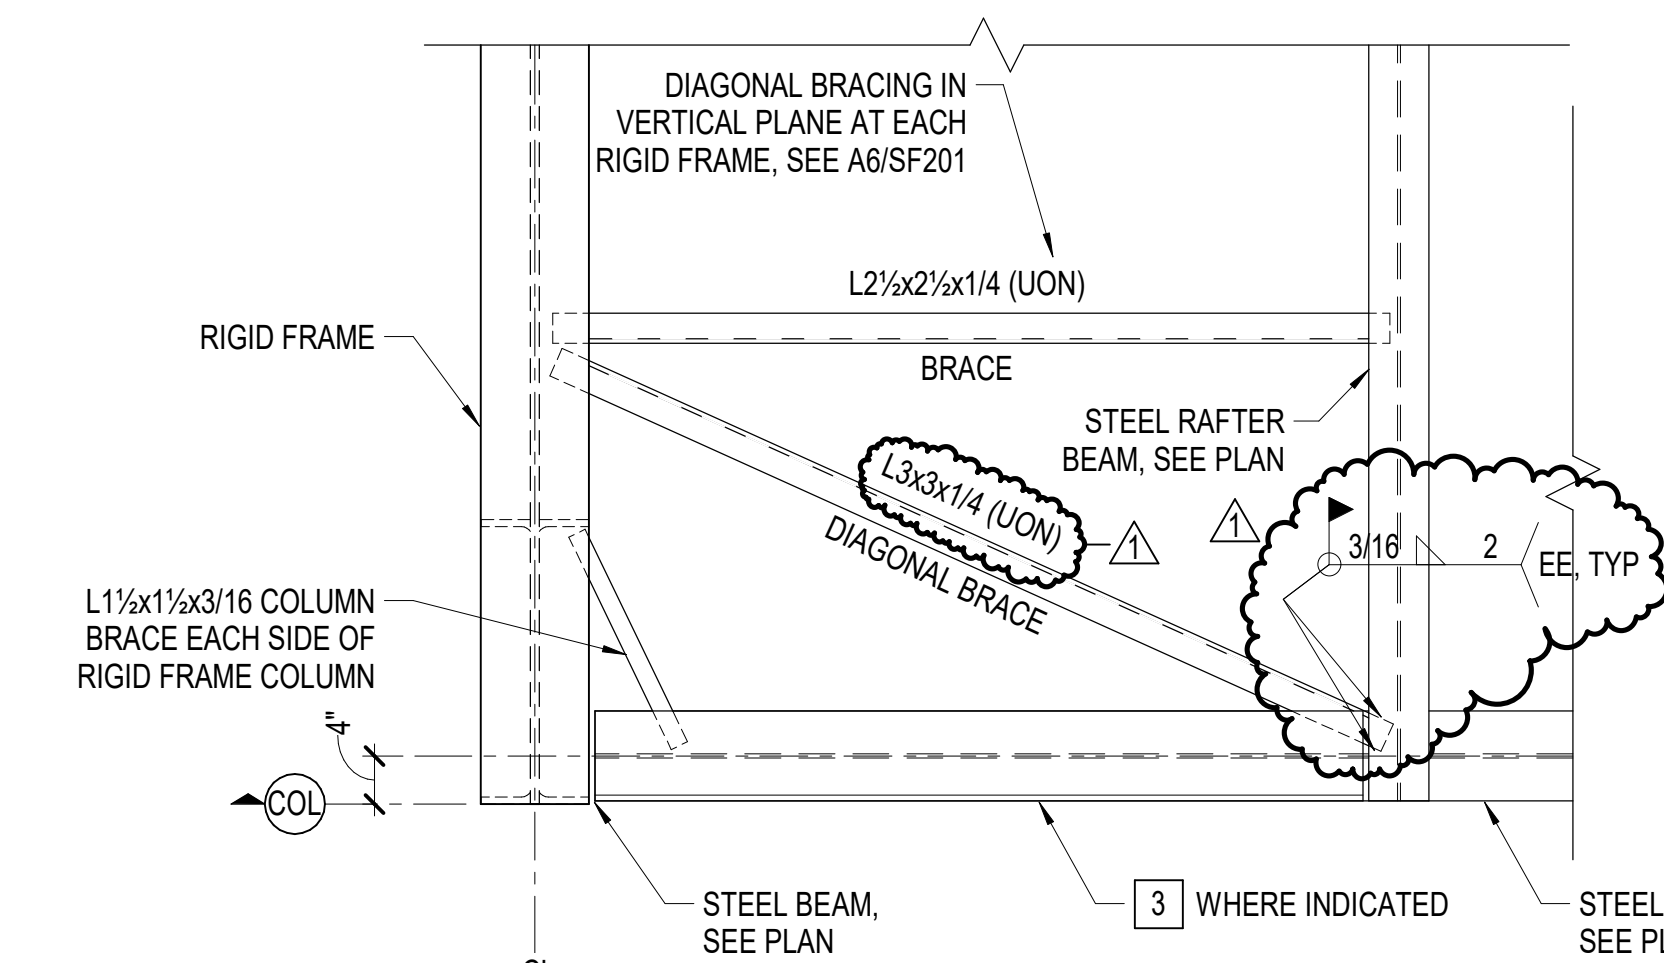 DIAGONAL BRACING IN
VERTICAL PLANE AT EACH
RIGID FRAME, SEE A6/SF201
L2½x2½x1/4 (UON)
RIGID FRAME
BRACE
STEEL RAFTER
BEAM, SEE PLAN
L3x3x1/4 (UON)
DIAGONAL BRACE
1
1
3/16
2
EE, TYP
L1½x1½x3/16 COLUMN
BRACE EACH SIDE OF
RIGID FRAME COLUMN
4"
COL
STEEL BEAM,
SEE PLAN
3 WHERE INDICATED
STEEL
SEE